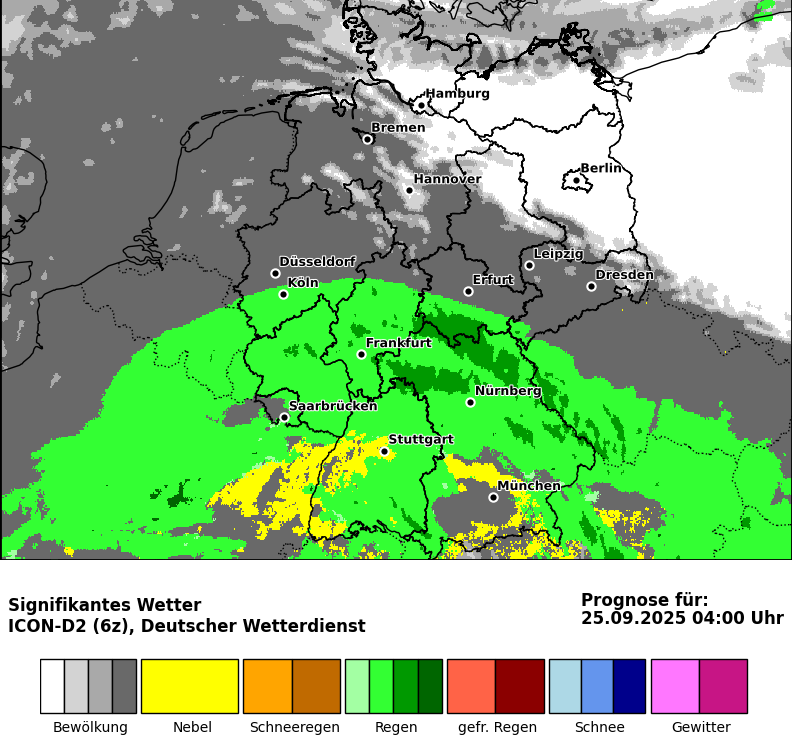 Hamburg
Bremen
Berlin
Hannover
Leipzig
Düsseldorf
Dresden
Erfurt
Köln
Frankfurt
Nürnberg
Saarbrücken
Stuttgart
München
Signifikantes Wetter
ICON-D2 (6z), Deutscher Wetterdienst
Prognose für:
25.09.2025 04:00 Uhr
Bewölkung
Nebel
Schneeregen
Regen
gefr. Regen
Schnee
Gewitter